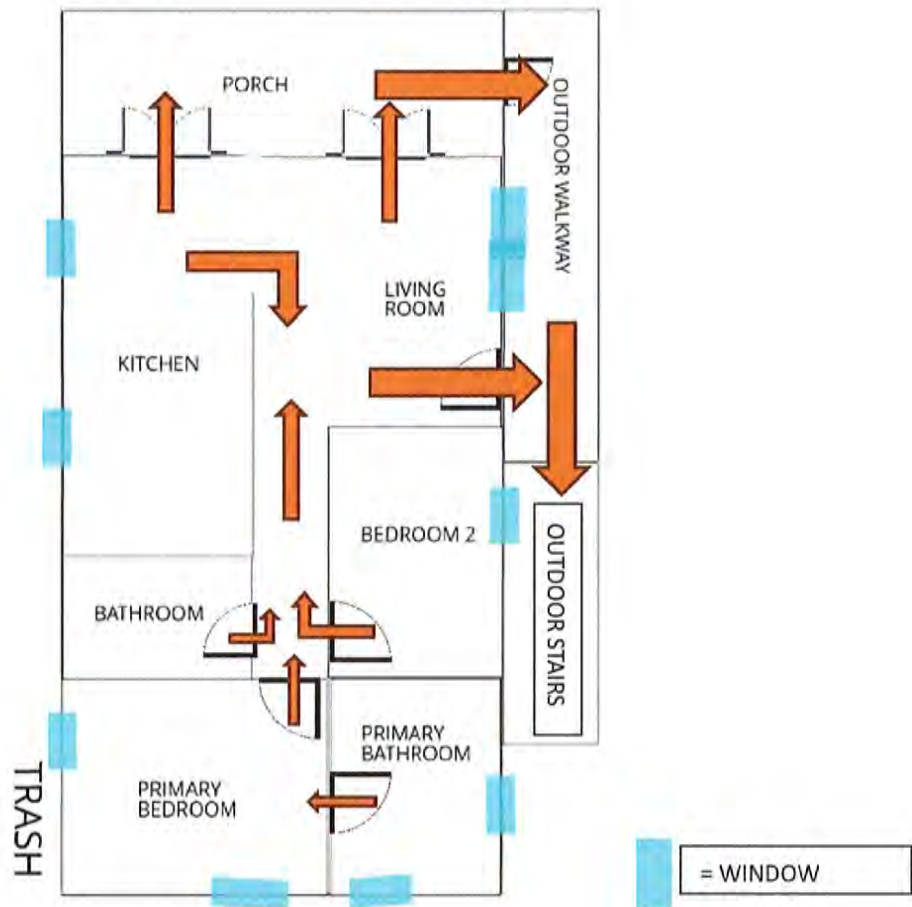 PORCH
OUTDOOR WALKWAY
LIVING
ROOM
KITCHEN
BEDROOM 2
OUTDOOR STAIRS
BATHROOM
PRIMARY
BATHROOM
PRIMARY
BEDROOM
TRASH
= WINDOW